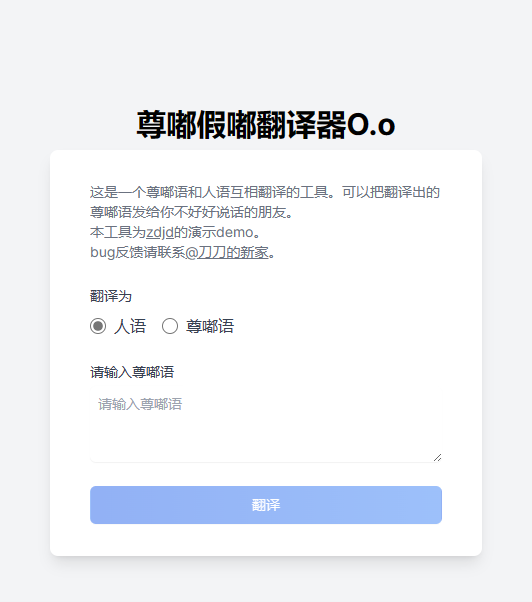 尊嘟假嘟翻译器O.o
这是一个尊嘟语和人语互相翻译的工具。可以把翻译出的
尊嘟语发给你不好好说话的朋友。
本工具为zdjd的演示demo。
bug反馈请联系@刀刀的新家。
翻译为
人语 尊嘟语
请输入尊嘟语
请输入尊嘟语
翻译